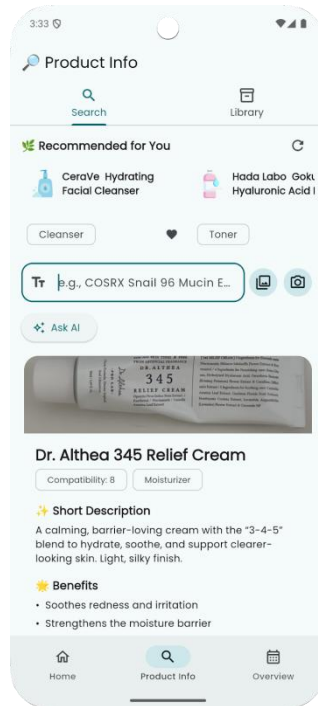 3:33
Product Info
Search
Library
Recommended for You
CeraVe Hydrating
Facial Cleanser
Hada Labo Goku
Hyaluronic Acid
Cleanser
Toner
Tт e.g., COSRX Snail 96 Mucin E...
Ask AI
DR.ALTHEA
345
RELIEF CREAM
Dr. Althea 345 Relief Cream
Compatibility: 8
Moisturizer
Short Description
A calming, barrier-loving cream with the “3-4-5”
blend to hydrate, soothe, and support clearer-
looking skin. Light, silky finish.
Benefits
• Soothes redness and irritation
• Strengthens the moisture barrier
Home
Product Info
Overview